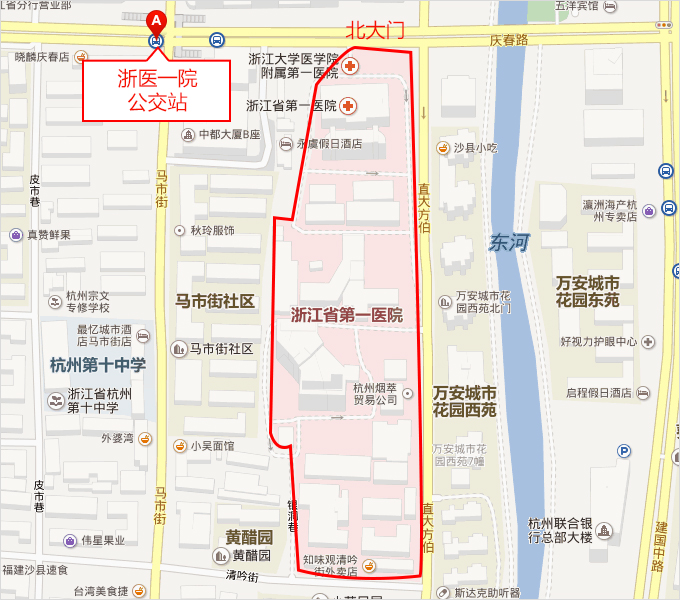 江省分行营业部
五洋宾馆
A
北大门
庆春路
晓麟庆春店
浙医一院
公交站
浙江大学医学院
附属第一医院
浙江省第一医院
中都大厦B座
永虞假日酒店
沙县小吃
皮市巷
马市街
直大方伯
瀛洲海产杭
州专卖店
真赞鲜果
秋玲服饰
东河
万安城市
花园东苑
杭州宗文
专修学校
马市街社区
浙江省第一医院
万安城市花
园西苑北门
最忆城市酒
店马市街店
马市街社区
好视力护眼中心
杭州第十中学
浙江省杭州
第十中学
杭州烟萃
贸易公司
万安城市
花园西苑
启程假日酒店
外婆湾
小吴面馆
万安城市花
园西苑7幢
P
皮市巷
马市街
银洞巷
直大方伯
建国中路
杭州联合银
行总部大楼
伟星果业
黄醋园
黄醋园
知味观清吟
街外卖店
福建沙县速食
清吟街
台湾美食捷
斯达克助听器